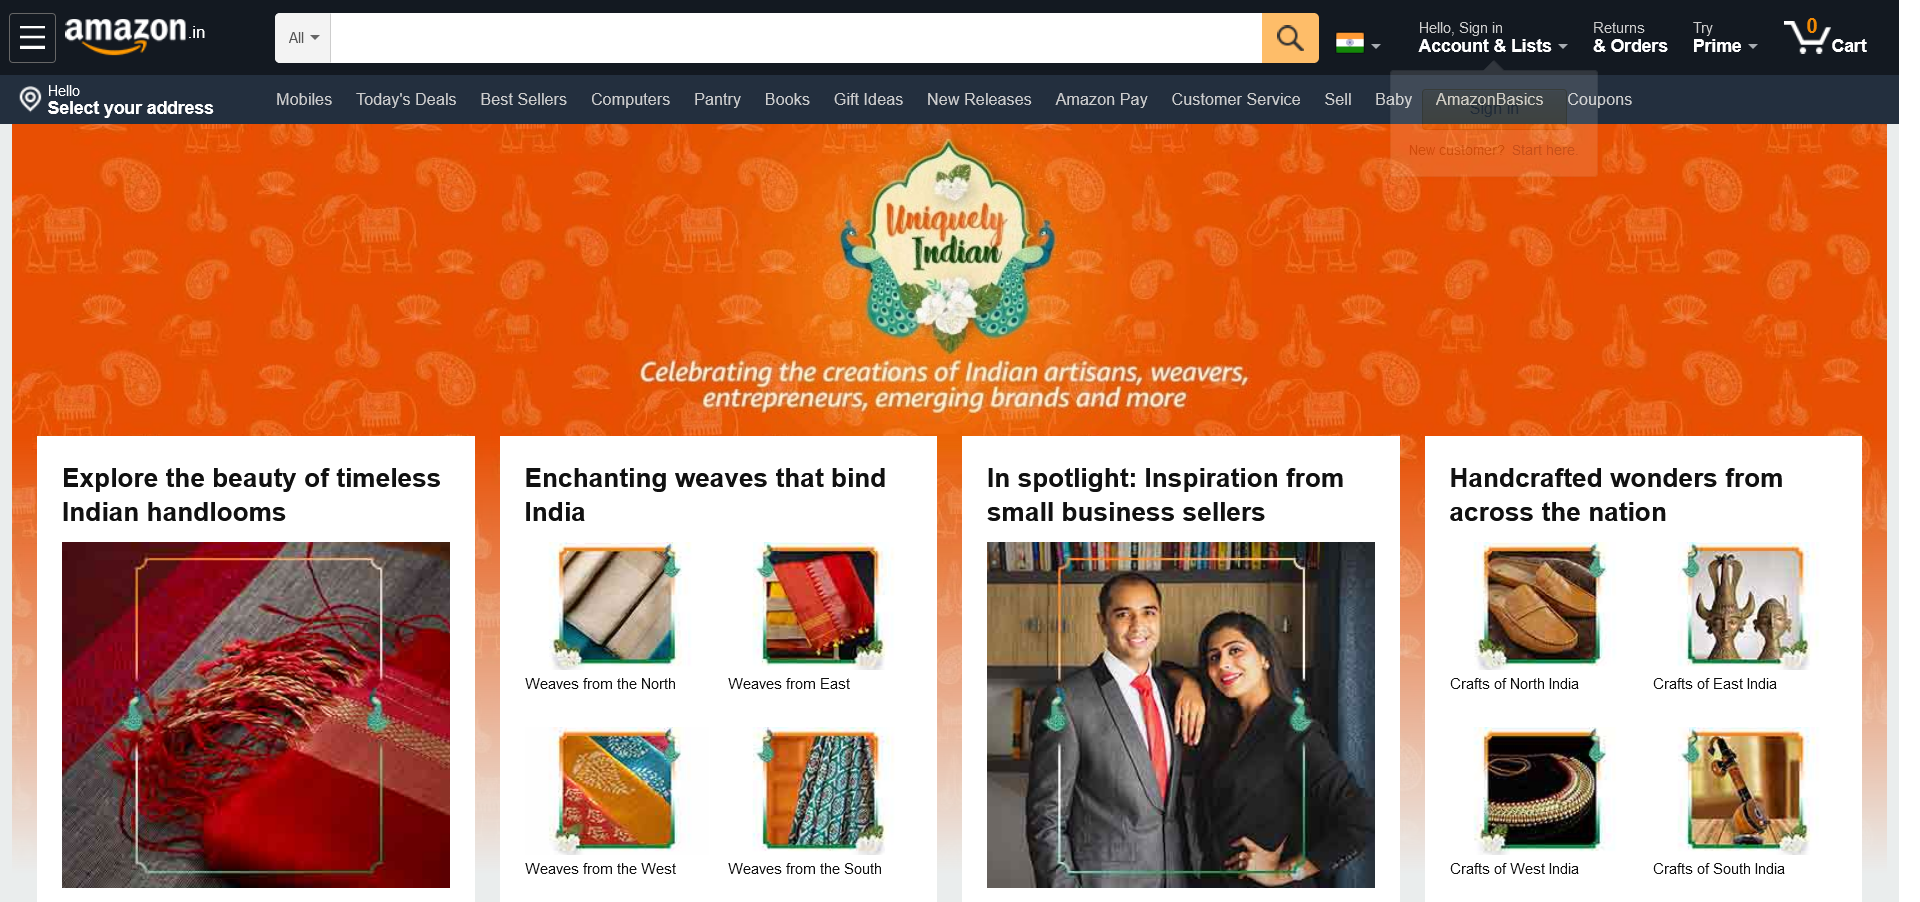 amazon.in
All
Hello, Sign in
Account & Lists
Returns
& Orders
Try
Prime
0
Cart
Hello
Select your address
Mobiles
Today's Deals
Best Sellers
Computers
Pantry
Books
Gift Ideas
New Releases
Amazon Pay
Customer Service
Sell
Baby
AmazonBasics
Coupons
Sign in
New customer? Start here.
Uniquely
Indian
Celebrating the creations of Indian artisans, weavers,
entrepreneurs, emerging brands and more
Explore the beauty of timeless
Indian handlooms
Enchanting weaves that bind
India
Weaves from the North
Weaves from East
Weaves from the West
Weaves from the South
In spotlight: Inspiration from
small business sellers
Handcrafted wonders from
across the nation
Crafts of North India
Crafts of East India
Crafts of West India
Crafts of South India